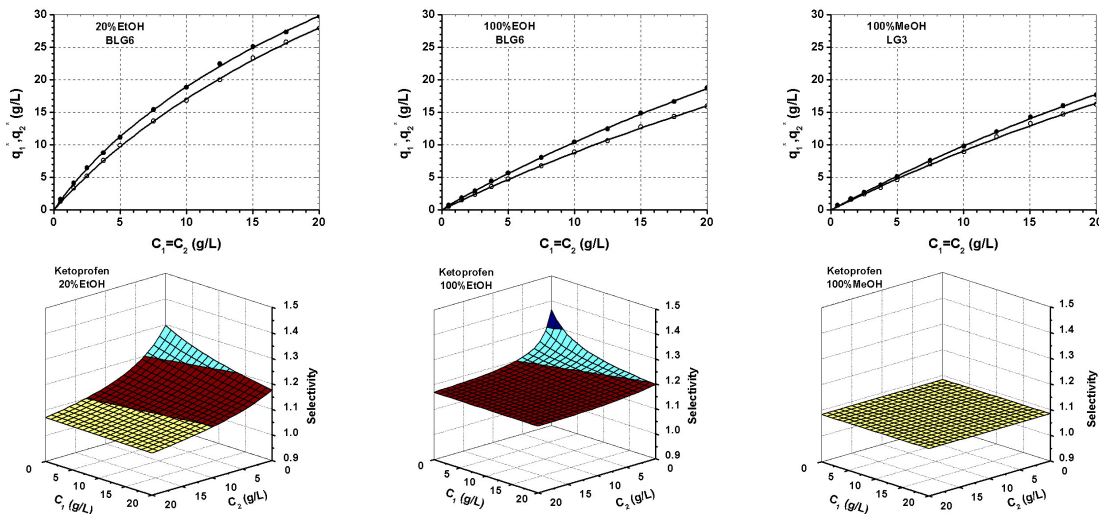 20%EtOH
BLG6
30
25
20
15
10
5
0
q1*,q2* (g/L)
0 5 10 15 20
C1=C2 (g/L)
100%EOH
BLG6
30
25
20
15
10
5
0
q1*,q2* (g/L)
0 5 10 15 20
C1=C2 (g/L)
100%MeOH
LG3
30
25
20
15
10
5
0
q1*,q2* (g/L)
0 5 10 15 20
C1=C2 (g/L)
Ketoprofen
20%EtOH
1.5
1.4
1.3
1.2
1.1
1.0
0.9
Selectivity
0 5 10 15 20
C1 (g/L)
20 15 10 5 0
C2 (g/L)
Ketoprofen
100%EtOH
1.5
1.4
1.3
1.2
1.1
1.0
0.9
Selectivity
0 5 10 15 20
C1 (g/L)
20 15 10 5 0
C2 (g/L)
Ketoprofen
100%MeOH
1.5
1.4
1.3
1.2
1.1
1.0
0.9
Selectivity
0 5 10 15 20
C1 (g/L)
20 15 10 5 0
C2 (g/L)